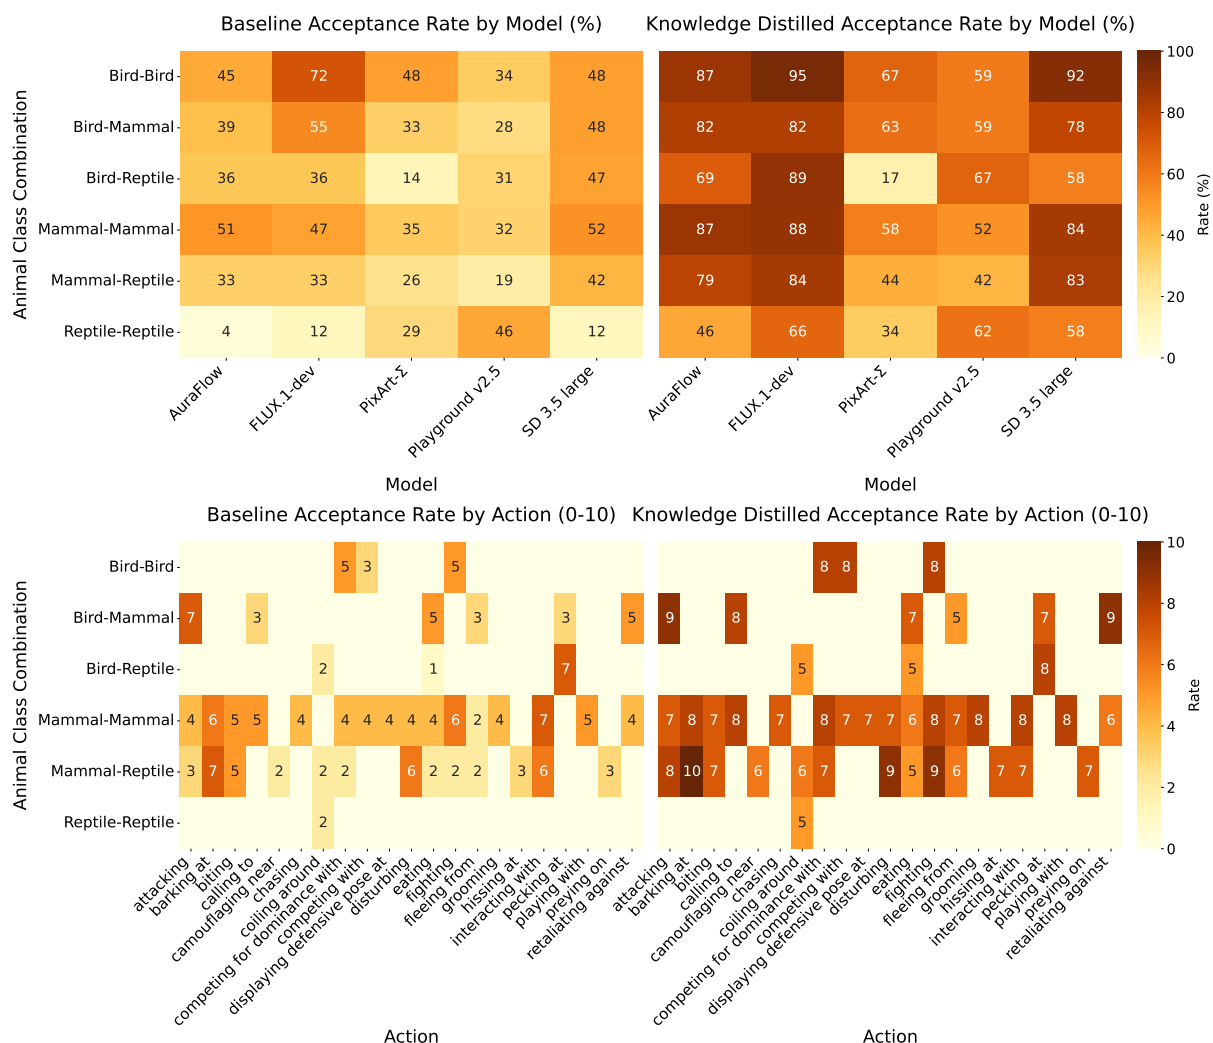 Baseline Acceptance Rate by Model (%)
Knowledge Distilled Acceptance Rate by Model (%)
Animal Class Combination
Bird-Bird 45 72 48 34 48 87 95 67 59 92
Bird-Mammal 39 55 33 28 48 82 82 63 59 78
Bird-Reptile 36 36 14 31 47 69 89 17 67 58
Mammal-Mammal 51 47 35 32 52 87 88 58 52 84
Mammal-Reptile 33 33 26 19 42 79 84 44 42 83
Reptile-Reptile 4 12 29 46 12 46 66 34 62 58
100
80
60
40
20
0
Rate (%)
AuraFlow
FLUX.1-dev
PixArt-Σ
Playground v2.5
SD 3.5 large
AuraFlow
FLUX.1-dev
PixArt-Σ
Playground v2.5
SD 3.5 large
Model
Model
Baseline Acceptance Rate by Action (0-10)
Knowledge Distilled Acceptance Rate by Action (0-10)
Animal Class Combination
Bird-Bird 5 3 5 8 8 8
Bird-Mammal 7 3 5 3 3 5 9 8 7 5 7 9
Bird-Reptile 2 1 7 5 5 8
Mammal-Mammal 4 6 5 5 4 4 4 4 4 4 6 2 4 7 5 4 7 8 7 8 7 8 7 7 7 6 8 7 8 8 8 6
Mammal-Reptile 3 7 5 2 2 2 6 2 2 2 3 6 3 8 10 7 6 6 7 9 5 9 6 7 7 7
Reptile-Reptile 2 5
10
8
6
4
2
0
Rate
attacking
barking at
biting
calling to
camouflaging near
chasing
coiling around
competing for dominance with
competing with
displaying defensive pose at
disturbing
eating
fighting
fleeing from
grooming
hissing at
interacting with
pecking at
playing with
preying on
retaliating against
attacking
barking at
biting
calling to
camouflaging near
chasing
coiling around
competing for dominance with
competing with
displaying defensive pose at
disturbing
eating
fighting
fleeing from
grooming
hissing at
interacting with
pecking at
playing with
preying on
retaliating against
Action
Action